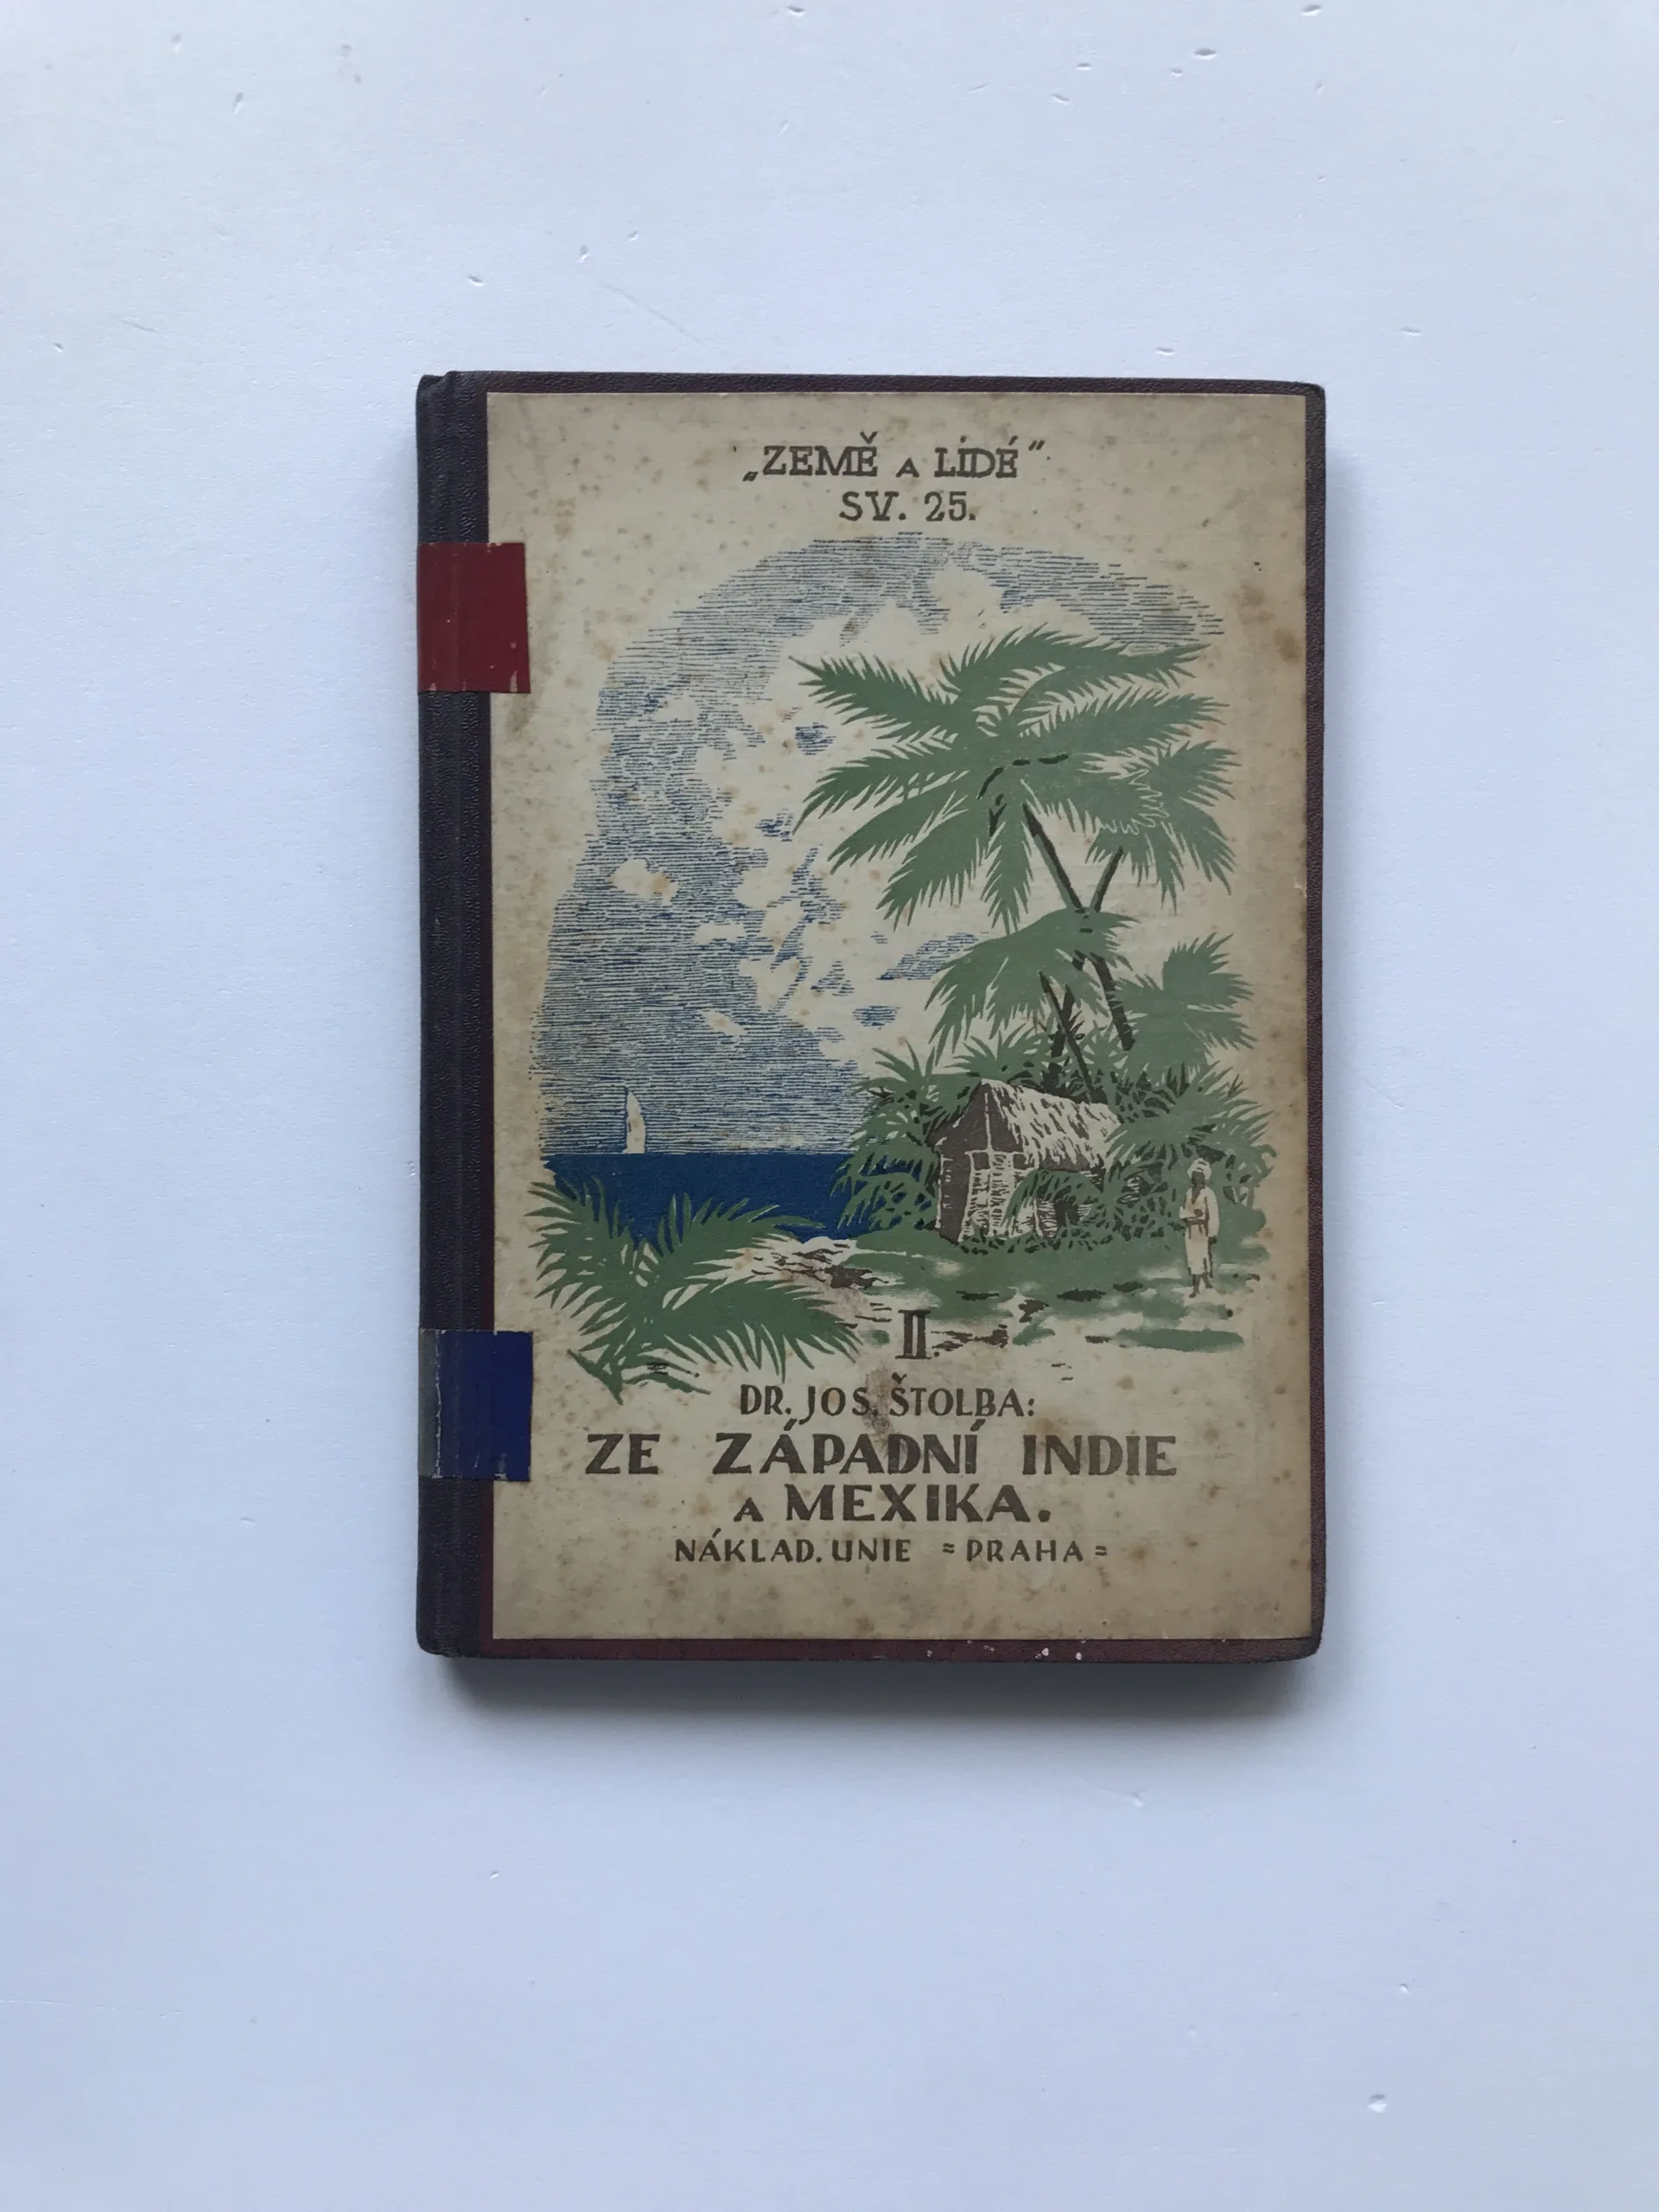 „ZEMĚ A LIDÉ"
SV. 25.
II.
DR. JOS. ŠTOLBA:
ZE ZÁPADNÍ INDIE
A MEXIKA.
NÁKLAD. UNIE = PRAHA =